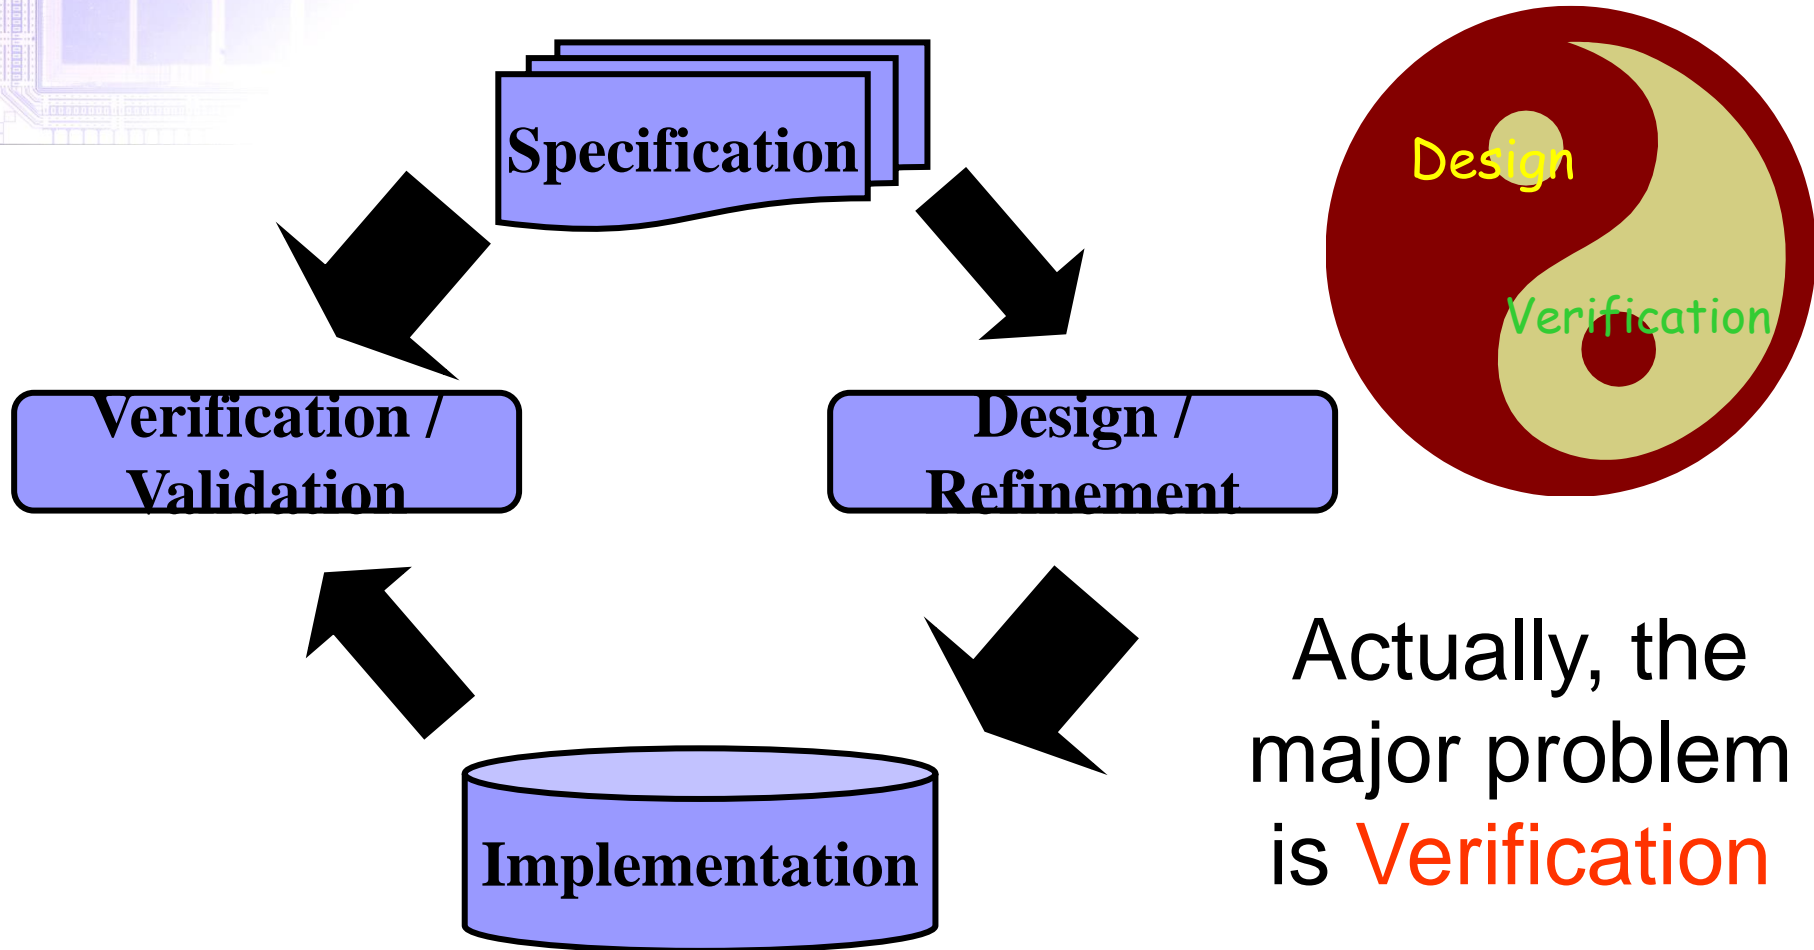 Specification
Design
Verification
Verification /
Validation
Design /
Refinement
Implementation
Actually, the
major problem
is Verification